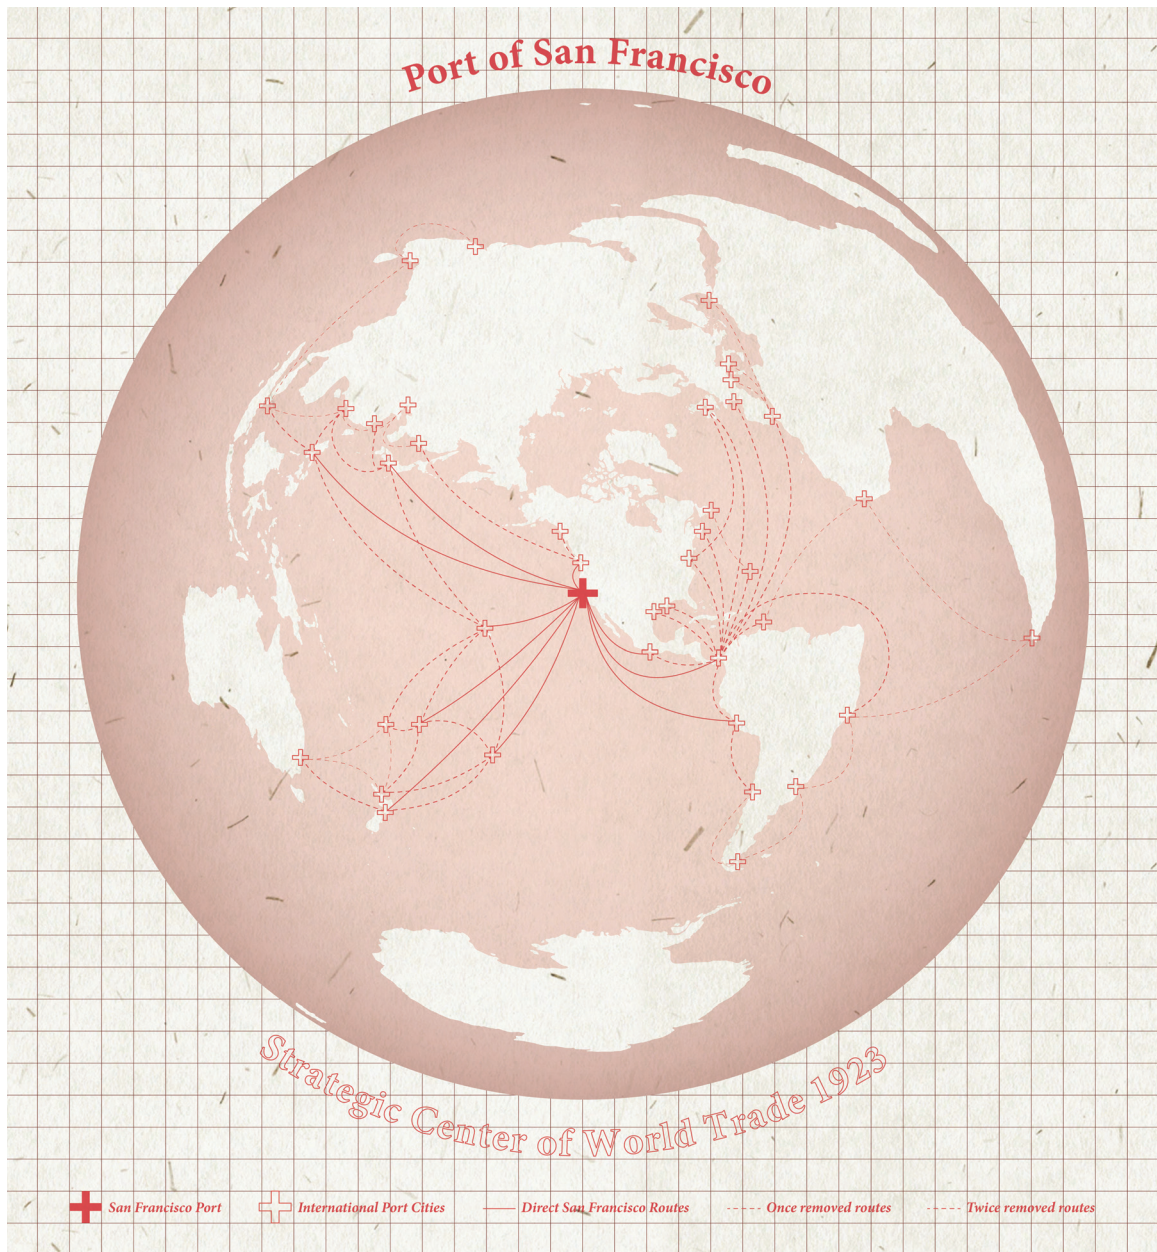 Port of San Francisco
Strategic Center of World Trade 1923
San Francisco Port
International Port Cities
Direct San Francisco Routes
Once removed routes
Twice removed routes